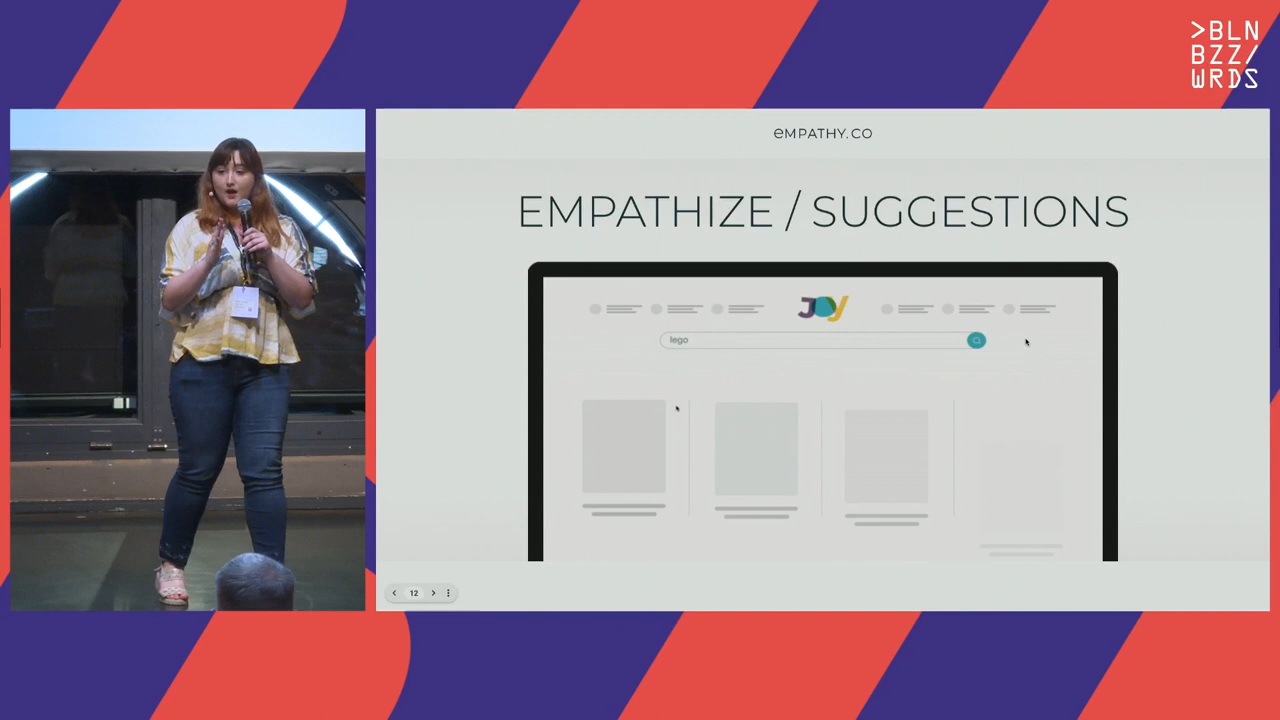 >BLN
BZZ/
WRDS
EMPATHY.CO
EMPATHIZE / SUGGESTIONS
JOY
lego
12